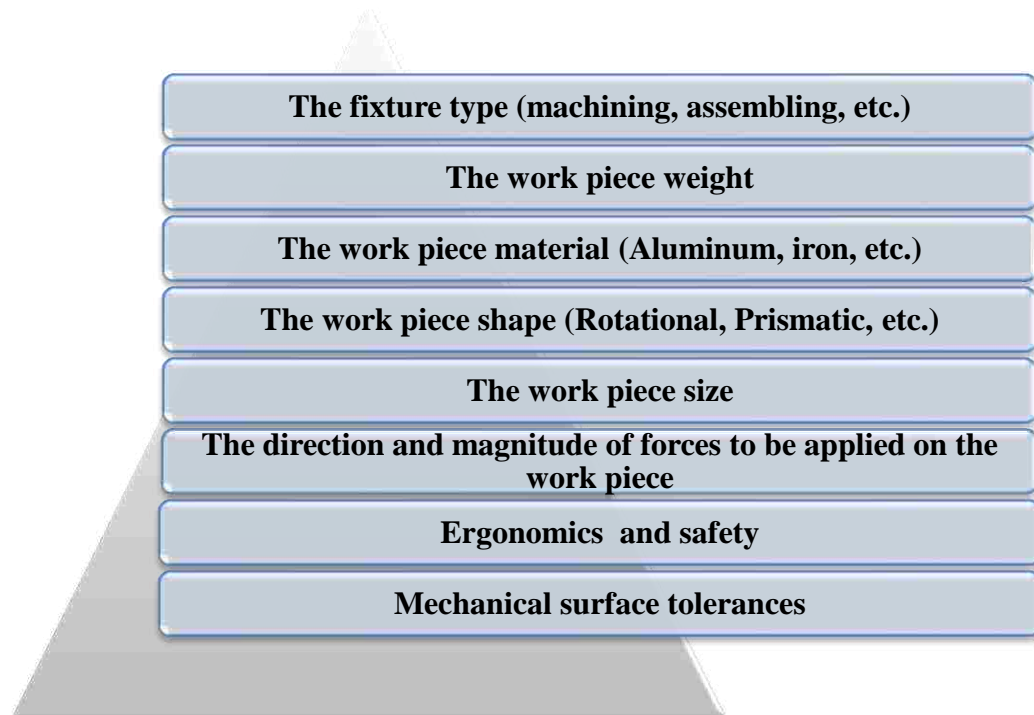 The fixture type (machining, assembling, etc.)
The work piece weight
The work piece material (Aluminum, iron, etc.)
The work piece shape (Rotational, Prismatic, etc.)
The work piece size
The direction and magnitude of forces to be applied on the
work piece
Ergonomics  and safety
Mechanical surface tolerances